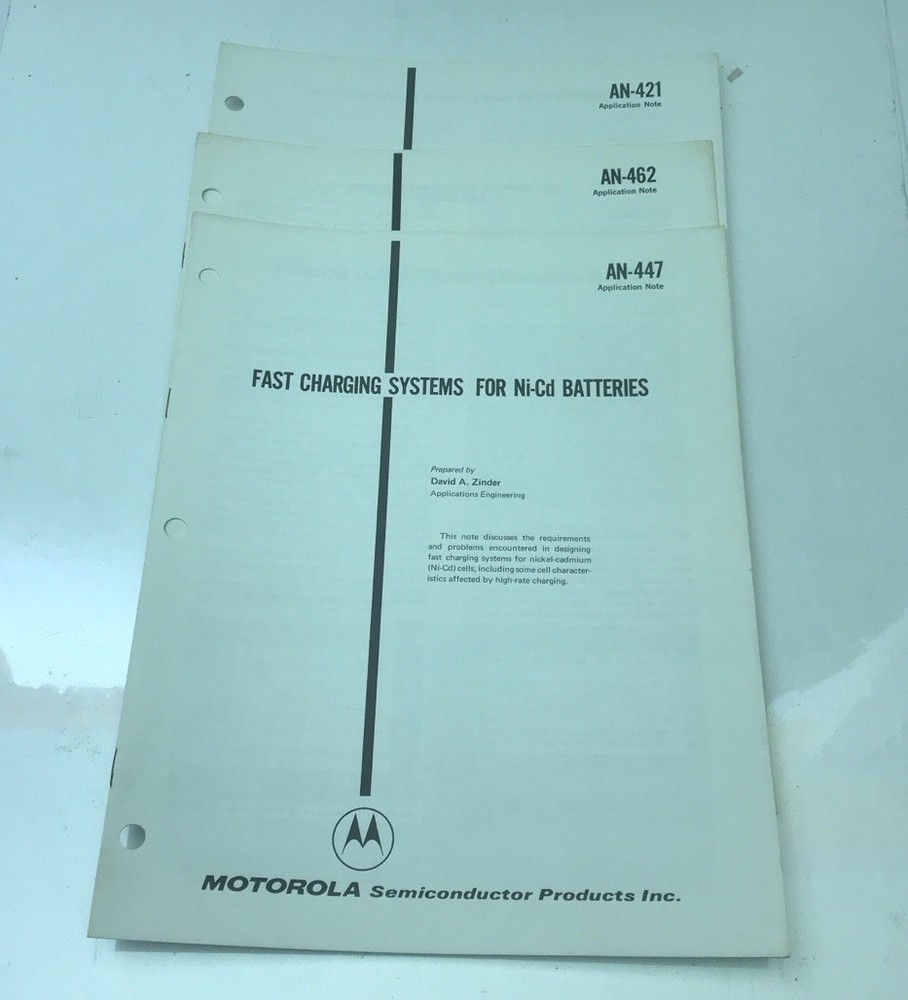 AN-421
Application Note
AN-462
Application Note
AN-447
Application Note
FAST CHARGING SYSTEMS FOR Ni-Cd BATTERIES
Prepared by
David A. Zinder
Applications Engineering
This note discusses the requirements
and problems encountered in designing
fast charging systems for nickel-cadmium
(Ni-Cd) cells, including some cell character-
istics affected by high-rate charging.
MOTOROLA Semiconductor Products Inc.